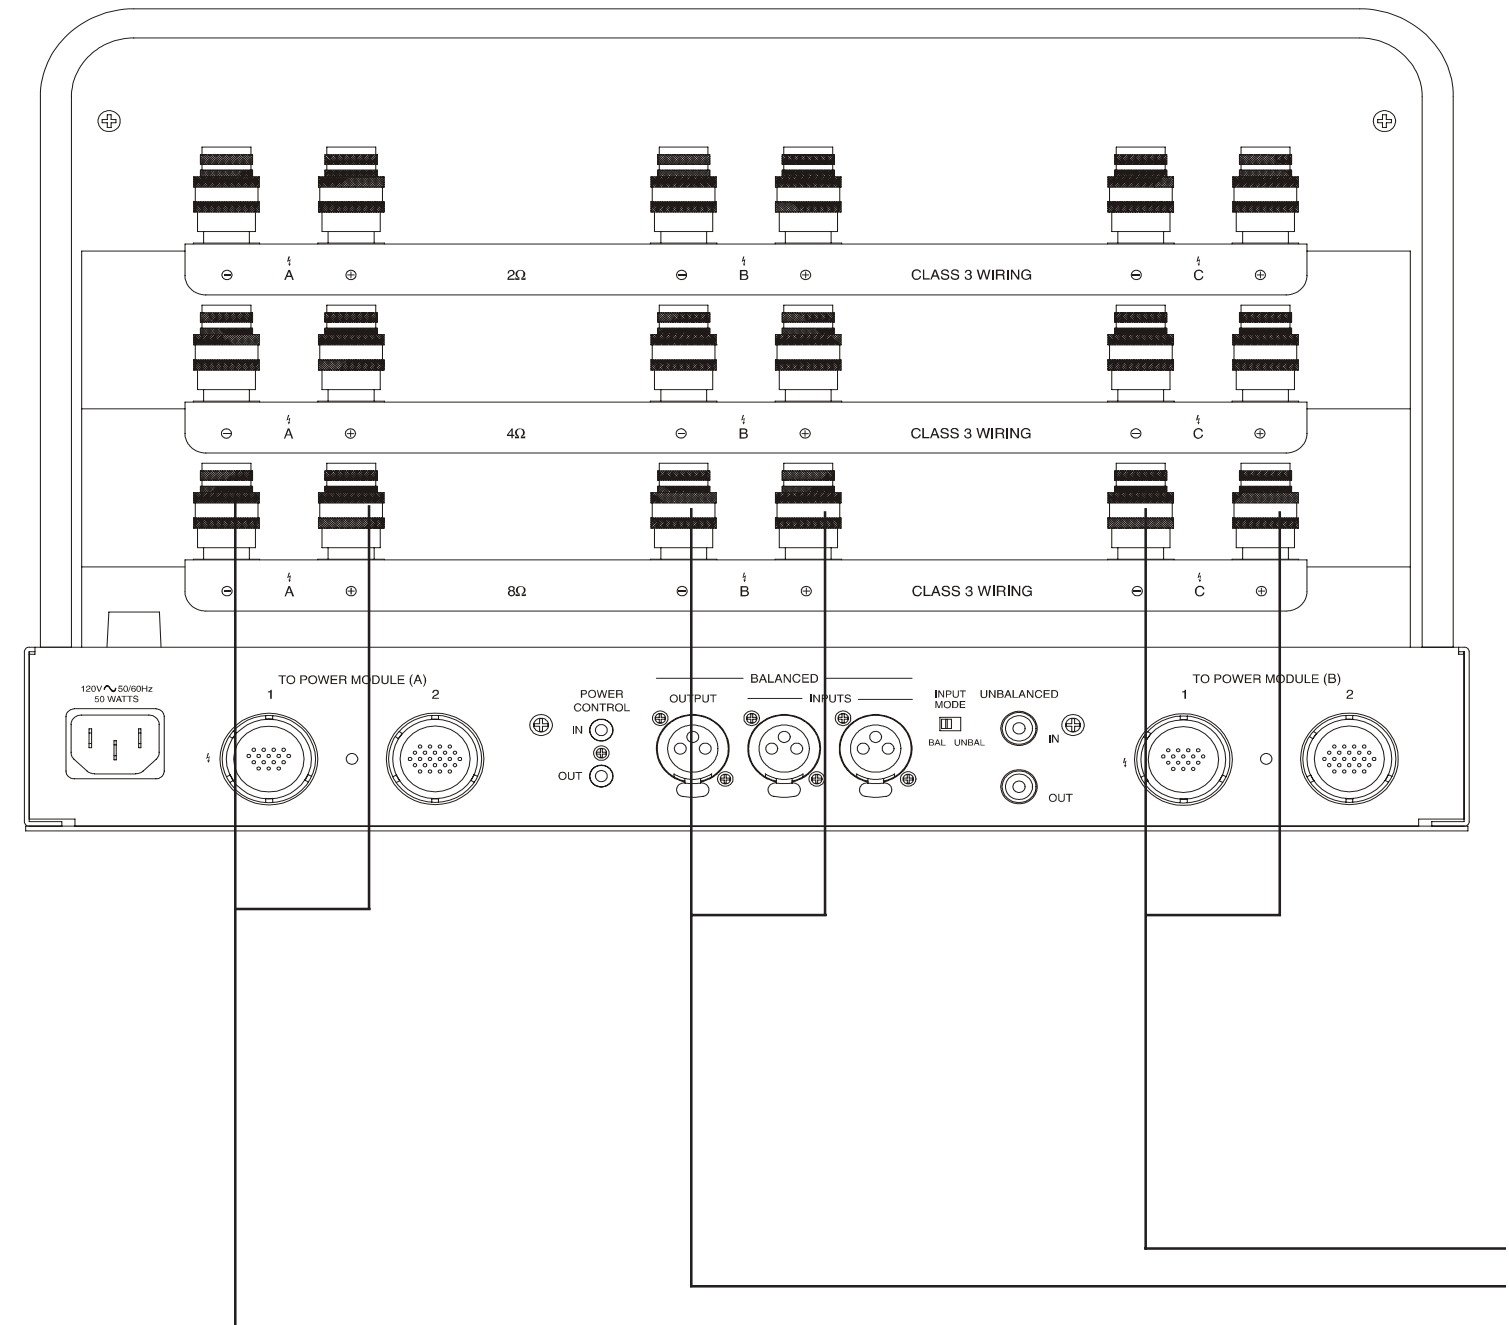 ⊖ A ⊕ 2Ω ⊖ B ⊕ CLASS 3 WIRING ⊖ C ⊕
⊖ A ⊕ 4Ω ⊖ B ⊕ CLASS 3 WIRING ⊖ C ⊕
⊖ A ⊕ 8Ω ⊖ B ⊕ CLASS 3 WIRING ⊖ C ⊕
120V∿50/60Hz
50 WATTS
TO POWER MODULE (A)
1 2
POWER
CONTROL
IN
OUT
BALANCED
OUTPUT INPUTS
INPUT
MODE
BAL UNBAL
UNBALANCED
IN
OUT
TO POWER MODULE (B)
1 2